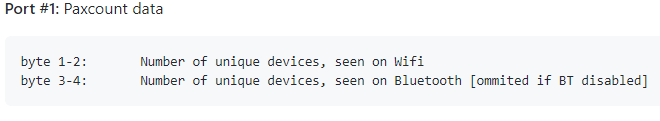 Port #1: Paxcount data
byte 1-2: Number of unique devices, seen on Wifi
byte 3-4: Number of unique devices, seen on Bluetooth [ommited if BT disabled]